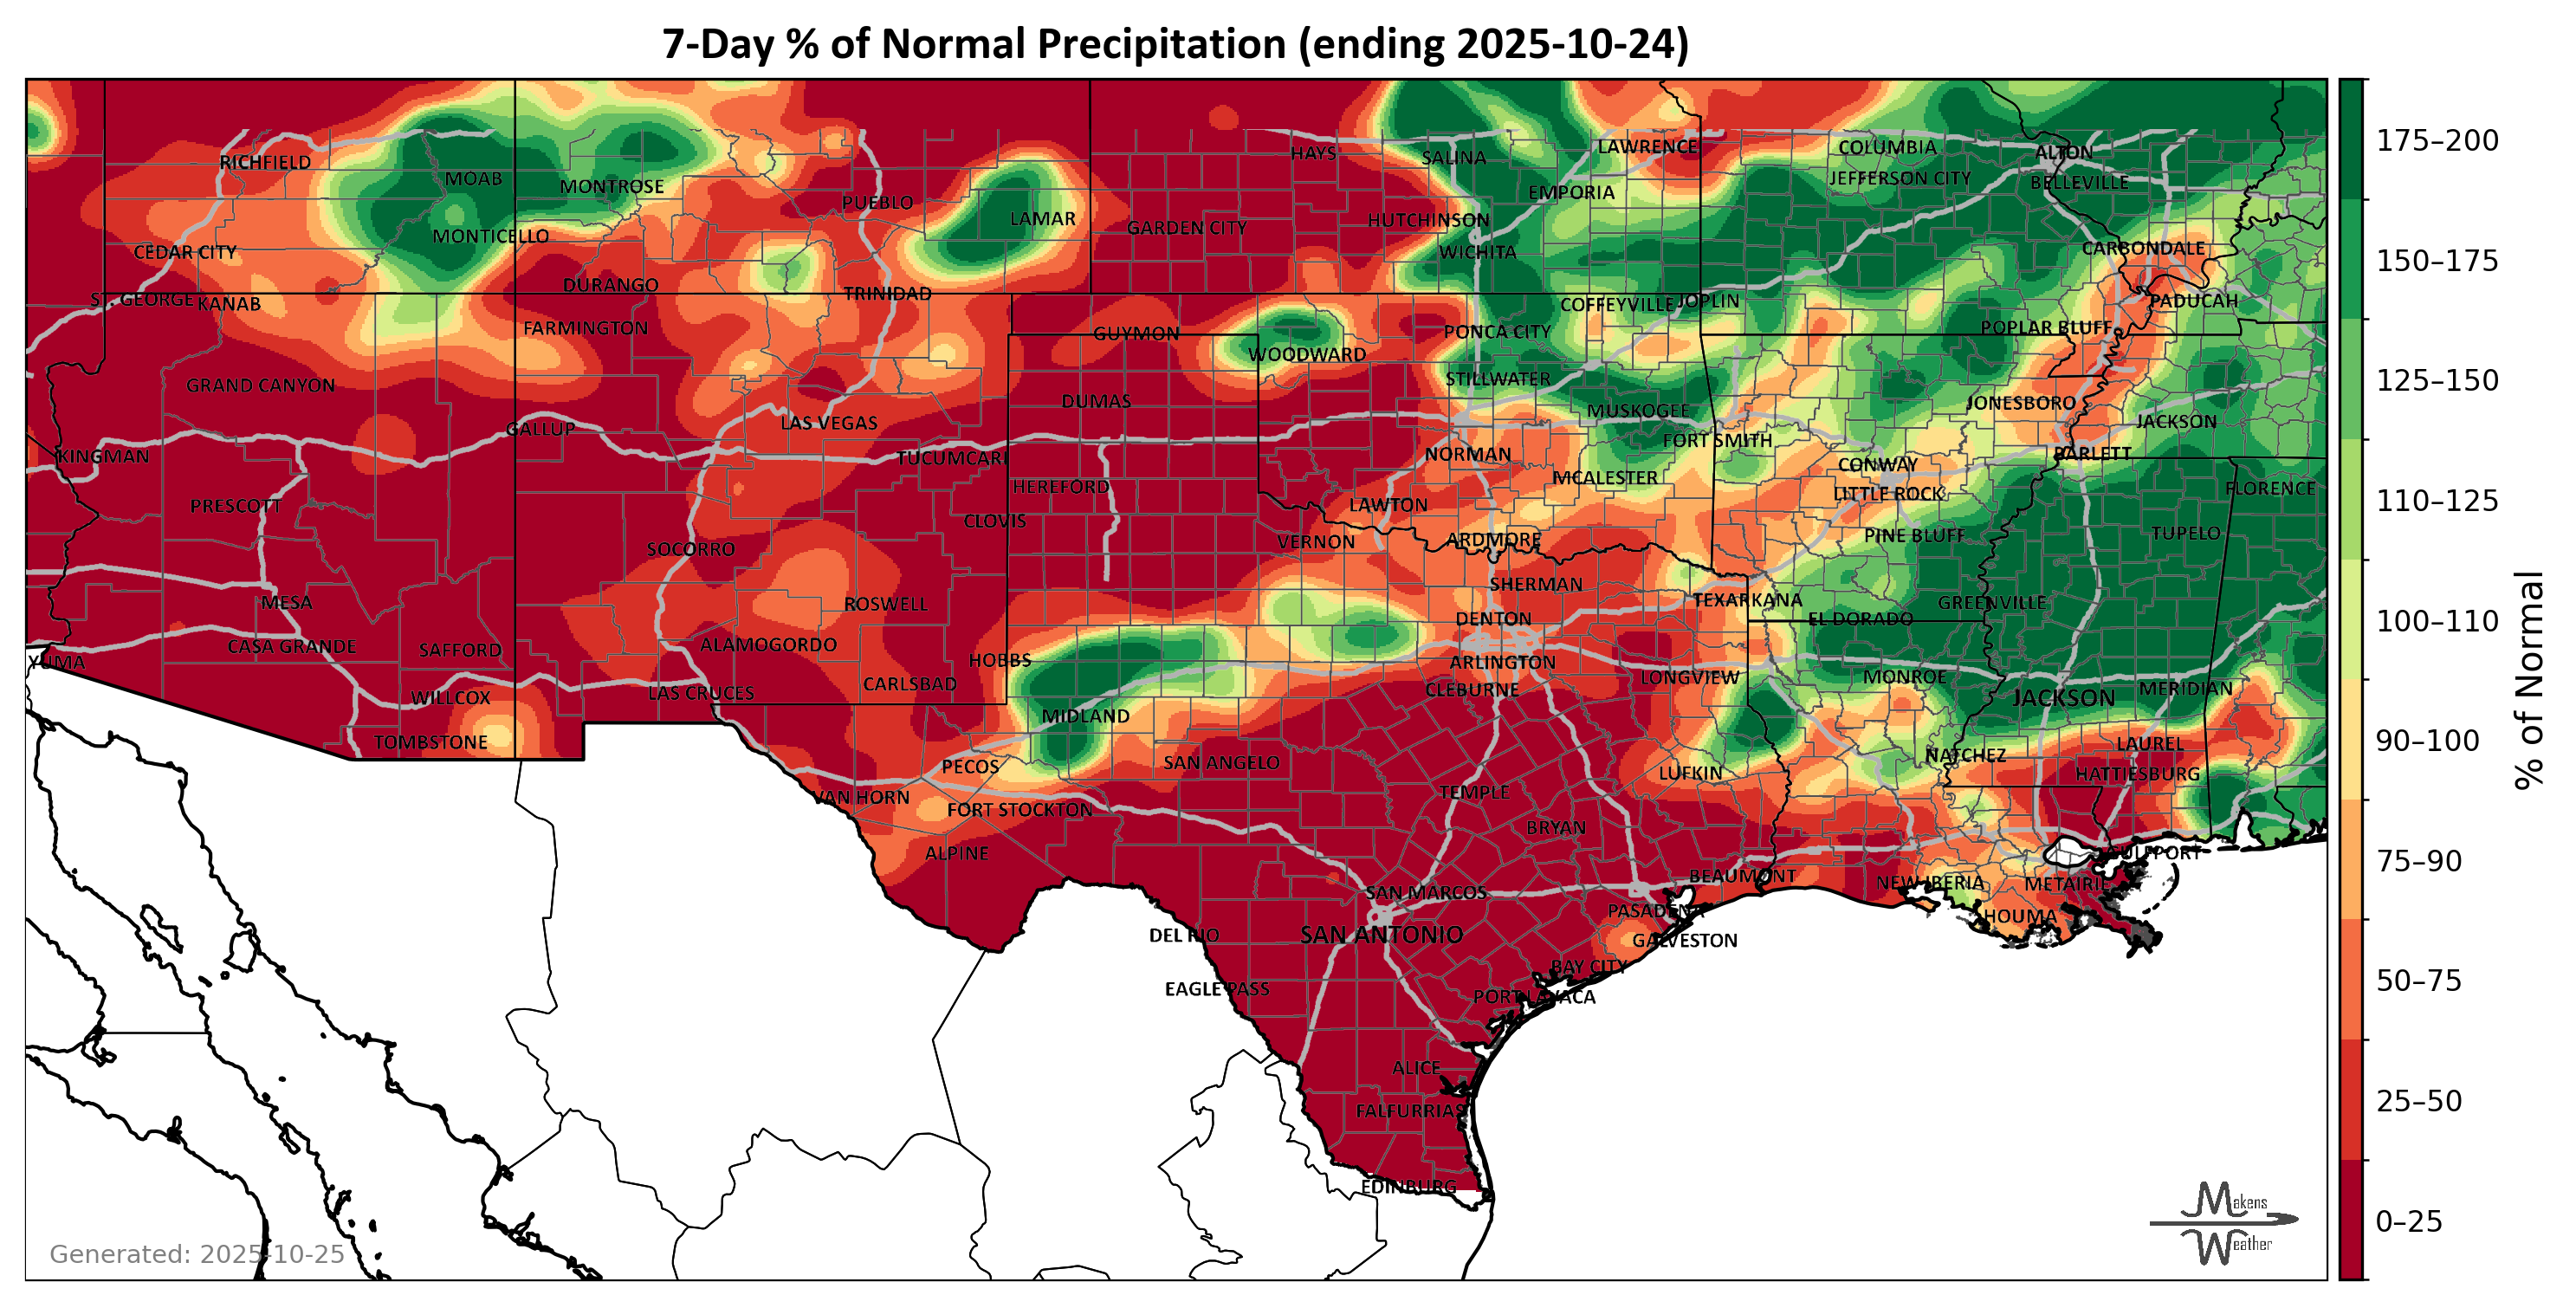 7-Day % of Normal Precipitation (ending 2025-10-24)
RICHFIELD
MOAB
MONTROSE
PUEBLO
LAMAR
HAYS
SALINA
LAWRENCE
COLUMBIA
ALTON
175–200
JEFFERSON CITY
BELLEVILLE
EMPORIA
HUTCHINSON
GARDEN CITY
MONTICELLO
CEDAR CITY
WICHITA
CARBONDALE
150–175
DURANGO
TRINIDAD
ST. GEORGE
KANAB
COFFEYVILLE
JOPLIN
PADUCAH
FARMINGTON
GUYMON
PONCA CITY
POPLAR BLUFF
WOODWARD
GRAND CANYON
STILLWATER
125–150
DUMAS
MUSKOGEE
JONESBORO
LAS VEGAS
JACKSON
GALLUP
FORT SMITH
KINGMAN
TUCUMCARI
NORMAN
BARLETT
CONWAY
MCALESTER
HEREFORD
LITTLE ROCK
FLORENCE
PRESCOTT
LAWTON
110–125
CLOVIS
PINE BLUFF
TUPELO
SOCORRO
VERNON
ARDMORE
SHERMAN
MESA
ROSWELL
TEXARKANA
GREENVILLE
DENTON
EL DORADO
100–110
CASA GRANDE
SAFFORD
ALAMOGORDO
HOBBS
ARLINGTON
YUMA
LONGVIEW
MONROE
WILLCOX
LAS CRUCES
CARLSBAD
CLEBURNE
JACKSON
MERIDIAN
MIDLAND
TOMBSTONE
LAUREL
90–100
PECOS
SAN ANGELO
LUFKIN
NATCHEZ
HATTIESBURG
VAN HORN
FORT STOCKTON
TEMPLE
BRYAN
ALPINE
GULFPORT
75–90
BEAUMONT
NEW IBERIA
METAIRIE
SAN MARCOS
PASADENA
HOUMA
DEL RIO
SAN ANTONIO
GALVESTON
BAY CITY
50–75
EAGLE PASS
PORT LAVACA
ALICE
25–50
FALFURRIAS
EDINBURG
Makens
Weather
0–25
% of Normal
Generated: 2025-10-25